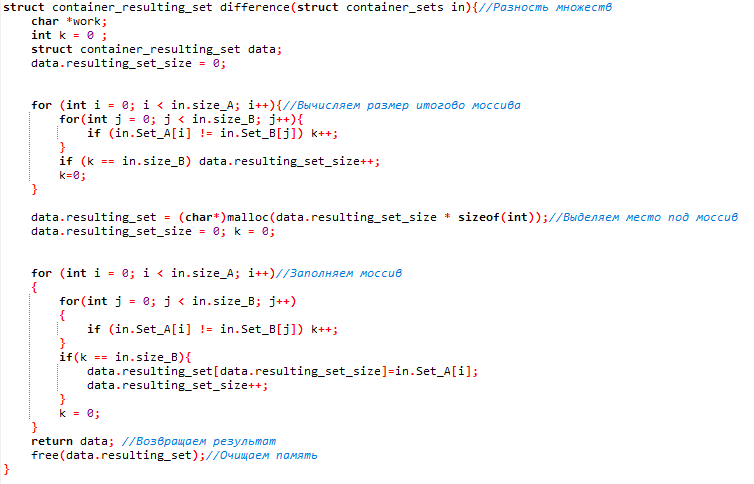 struct container_resulting_set difference(struct container_sets in){//Разность множеств
char *work;
int k = 0 ;
struct container_resulting_set data;
data.resulting_set_size = 0;
for (int i = 0; i < in.size_A; i++){//Вычисляем размер итогово моссива
for(int j = 0; j < in.size_B; j++){
if (in.Set_A[i] != in.Set_B[j]) k++;
}
if (k == in.size_B) data.resulting_set_size++;
k=0;
}
data.resulting_set = (char*)malloc(data.resulting_set_size * sizeof(int));//Выделяем место под моссив
data.resulting_set_size = 0; k = 0;
for (int i = 0; i < in.size_A; i++)//Заполняем моссив
{
for(int j = 0; j < in.size_B; j++)
{
if (in.Set_A[i] != in.Set_B[j]) k++;
}
if(k == in.size_B){
data.resulting_set[data.resulting_set_size]=in.Set_A[i];
data.resulting_set_size++;
}
k = 0;
}
return data; //Возвращаем результат
free(data.resulting_set);//Очищаем память
}